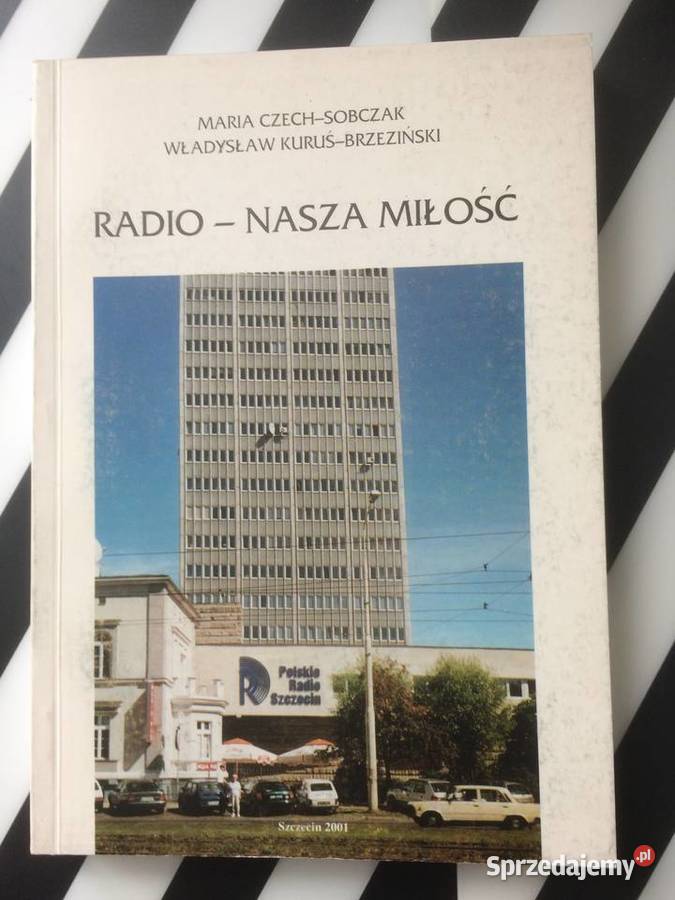 MARIA CZECH–SOBCZAK
WŁADYSŁAW KURUŚ–BRZEZIŃSKI
RADIO – NASZA MIŁOŚĆ
Polskie
Radio
Szczecin
Szczecin 2001
Sprzedajemy.pl